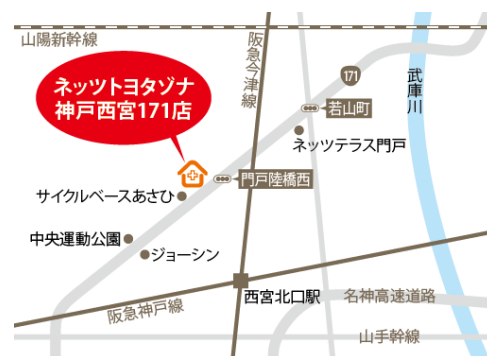 山陽新幹線
阪急今津線
171
武庫川
ネッツトヨタゾナ
神戸西宮171店
若山町
ネッツテラス門戸
門戸陸橋西
サイクルベースあさひ
中央運動公園
ジョーシン
西宮北口駅
名神高速道路
阪急神戸線
山手幹線